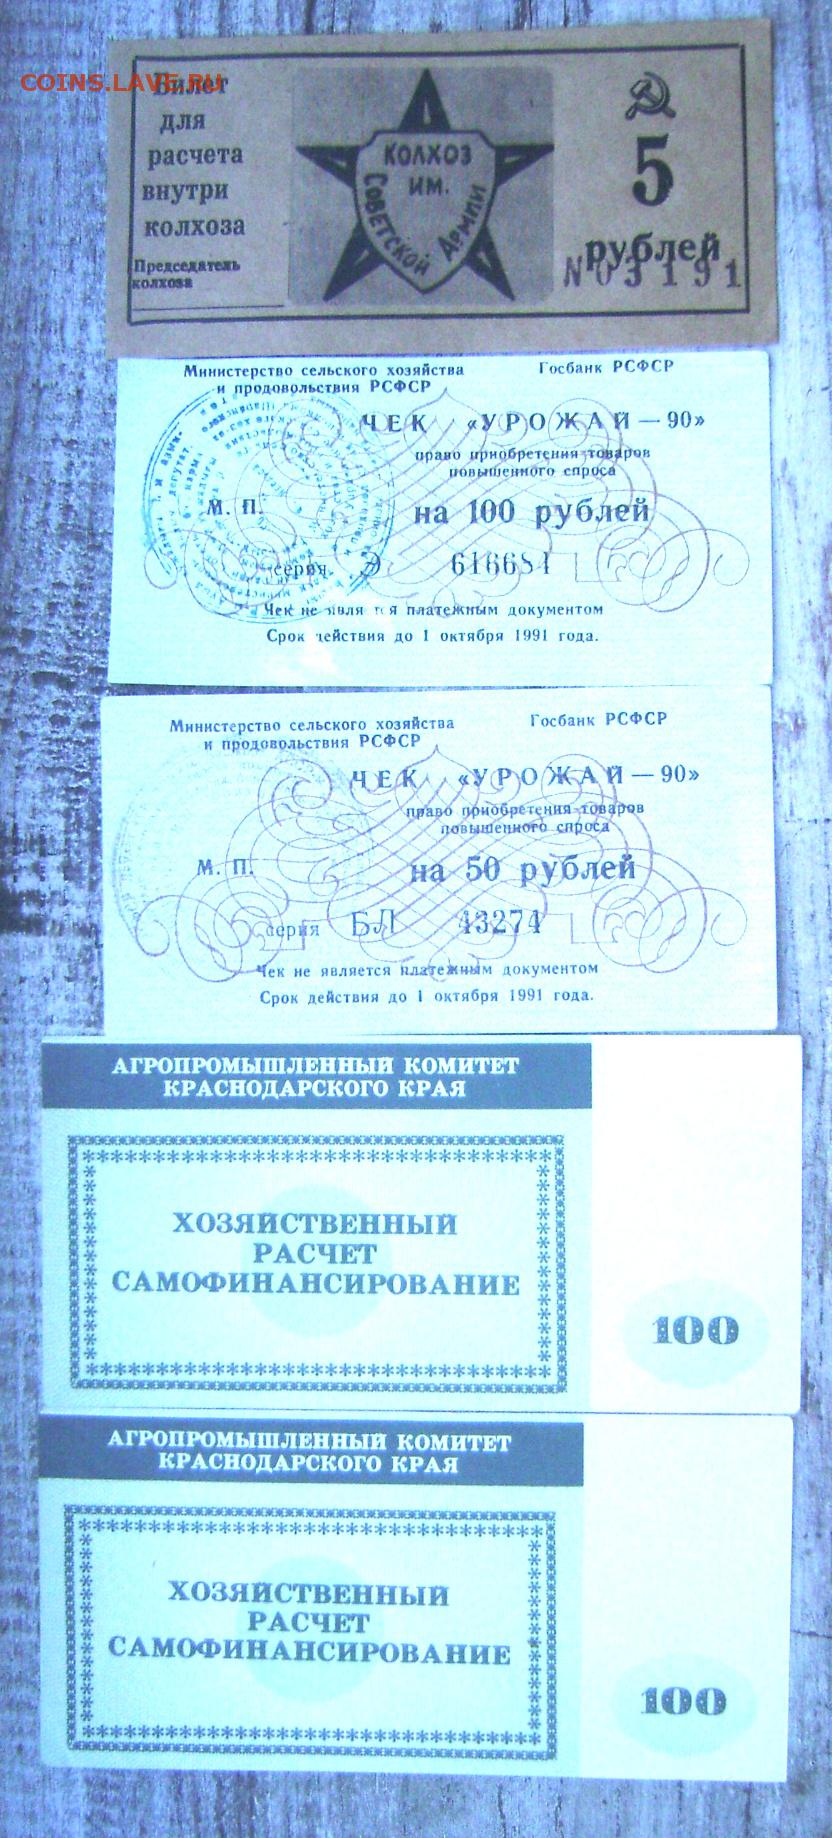 COINS.LAVE.RU
Билет
для
расчета
внутри
колхоза
Председатель
колхоза
КОЛХОЗ
ИМ.
СОВЕТСКОЙ АРМИИ
5
рублей
N 03191
Министерство сельского хозяйства
и продовольствия РСФСР
Госбанк РСФСР
ЧЕК «УРОЖАЙ — 90»
право приобретения товаров
повышенного спроса
М. П.
на 100 рублей
серия Э 616684
Чек не является платежным документом
Срок действия до 1 октября 1991 года.
Министерство сельского хозяйства
и продовольствия РСФСР
Госбанк РСФСР
ЧЕК «УРОЖАЙ — 90»
право приобретения товаров
повышенного спроса
М. П.
на 50 рублей
серия БЛ 43274
Чек не является платежным документом
Срок действия до 1 октября 1991 года.
АГРОПРОМЫШЛЕННЫЙ КОМИТЕТ
КРАСНОДАРСКОГО КРАЯ
ХОЗЯЙСТВЕННЫЙ
РАСЧЕТ
САМОФИНАНСИРОВАНИЕ
100
АГРОПРОМЫШЛЕННЫЙ КОМИТЕТ
КРАСНОДАРСКОГО КРАЯ
ХОЗЯЙСТВЕННЫЙ
РАСЧЕТ
САМОФИНАНСИРОВАНИЕ
100